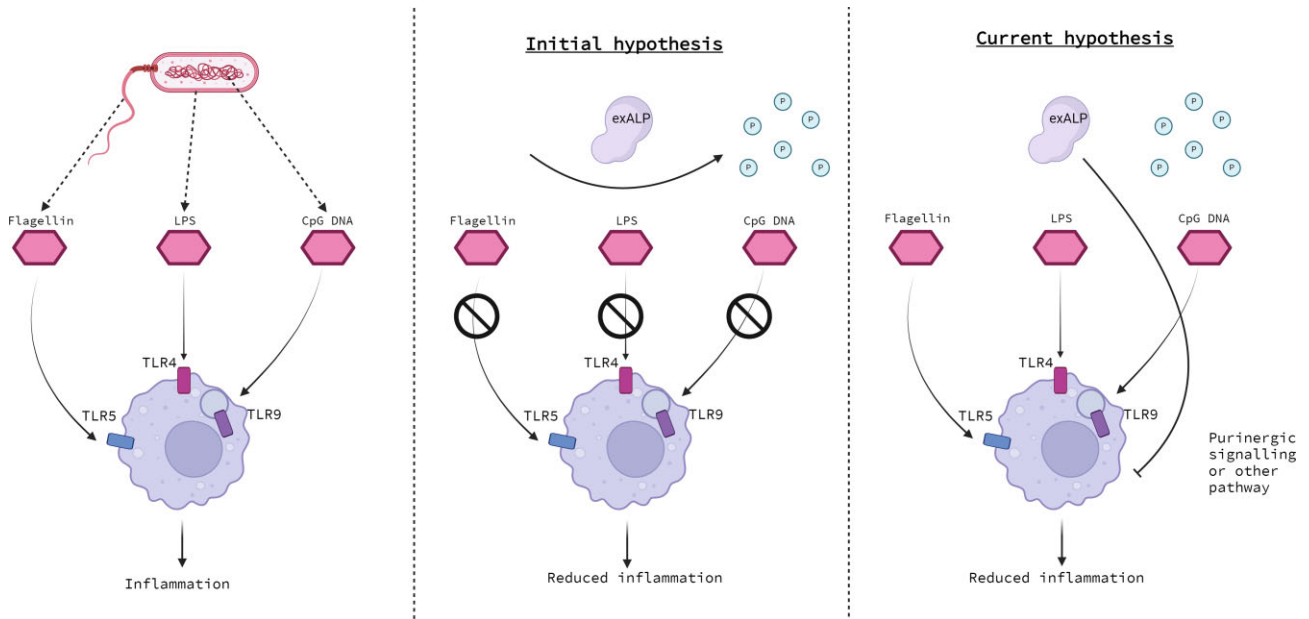 Flagellin
LPS
CpG DNA
TLR4
TLR5
TLR9
Inflammation
Initial hypothesis
exALP
P
P
P
P
P
P
Flagellin
LPS
CpG DNA
TLR4
TLR5
TLR9
Reduced inflammation
Current hypothesis
exALP
P
P
P
P
P
P
Flagellin
LPS
CpG DNA
TLR4
TLR5
TLR9
Purinergic
signalling
or other
pathway
Reduced inflammation